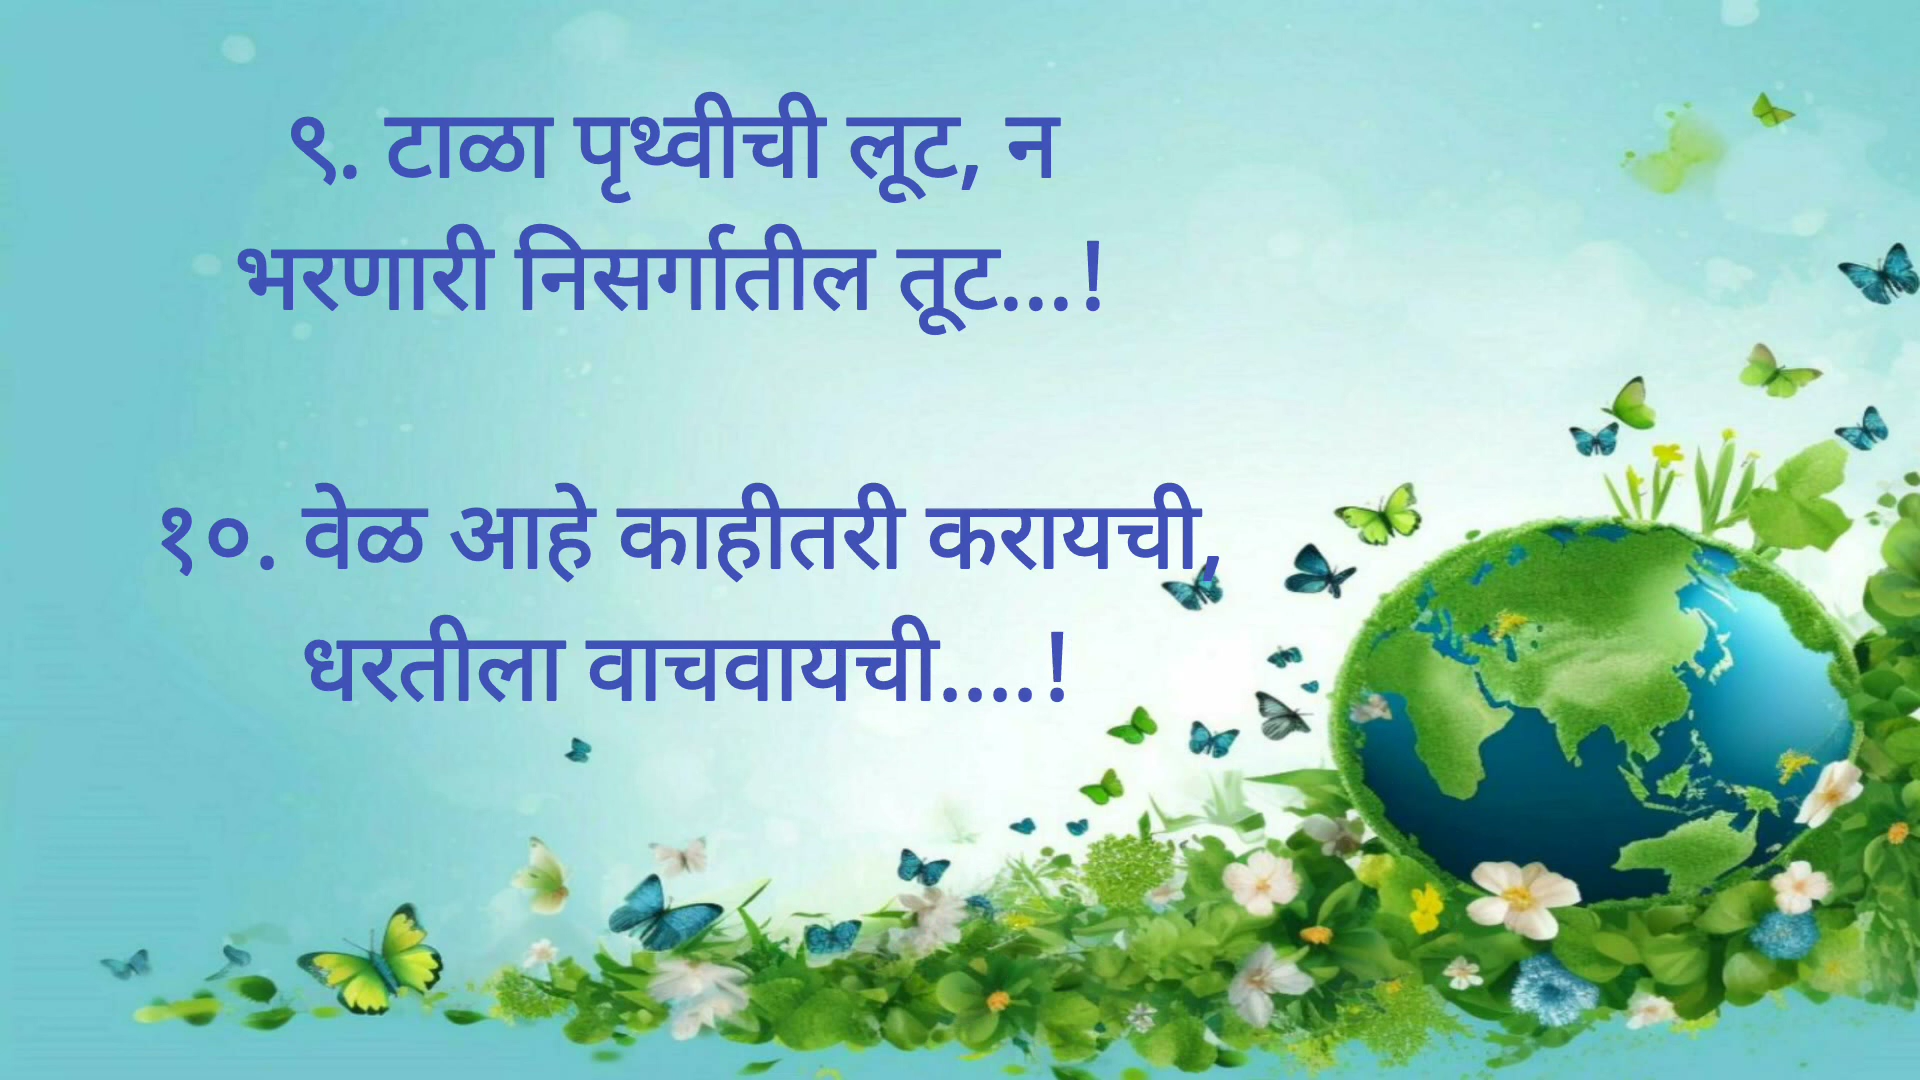 ९. टाळा पृथ्वीची लूट, न
भरणारी निसर्गातील तूट...!
१०. वेळ आहे काहीतरी करायची,
धरतीला वाचवायची....!